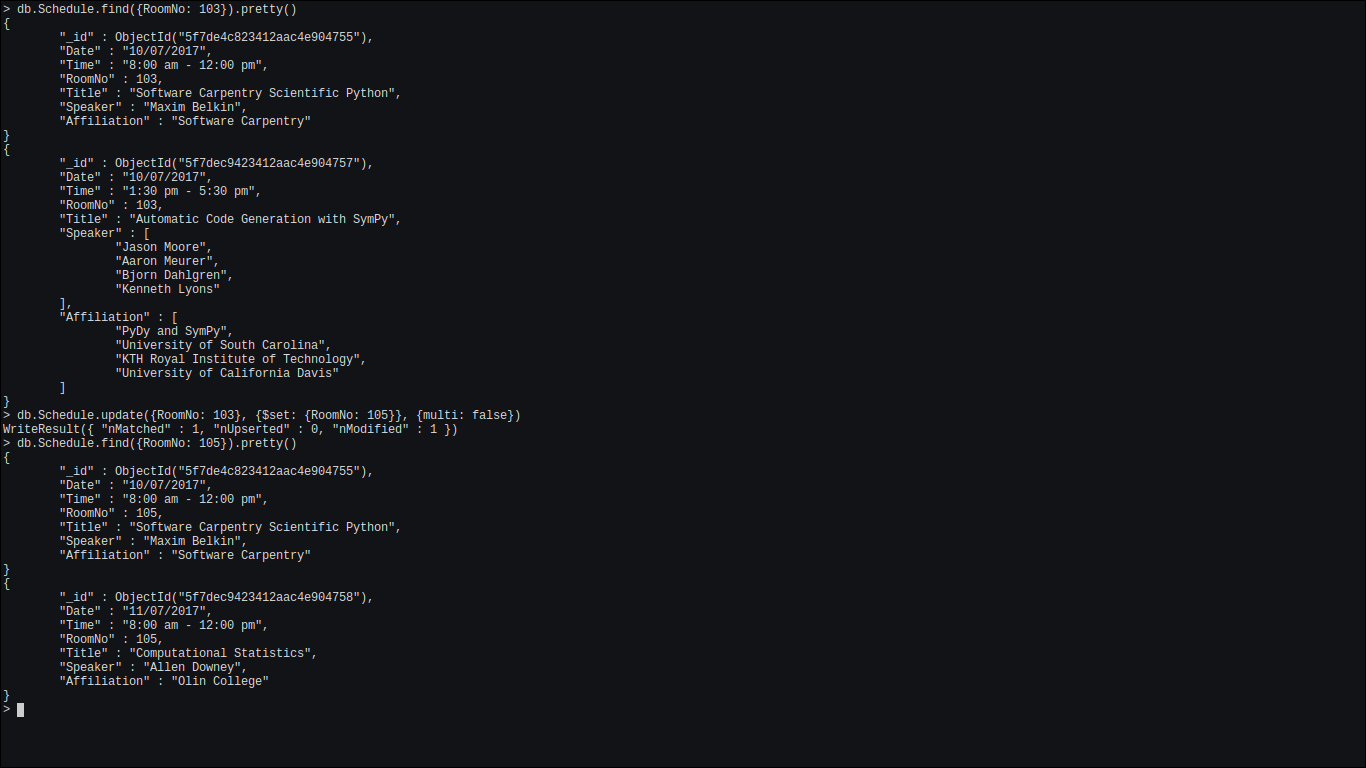 > db.Schedule.find({RoomNo: 103}).pretty()
{
        "_id" : ObjectId("5f7de4c823412aac4e904755"),
        "Date" : "10/07/2017",
        "Time" : "8:00 am - 12:00 pm",
        "RoomNo" : 103,
        "Title" : "Software Carpentry Scientific Python",
        "Speaker" : "Maxim Belkin",
        "Affiliation" : "Software Carpentry"
}
{
        "_id" : ObjectId("5f7dec9423412aac4e904757"),
        "Date" : "10/07/2017",
        "Time" : "1:30 pm - 5:30 pm",
        "RoomNo" : 103,
        "Title" : "Automatic Code Generation with SymPy",
        "Speaker" : [
                "Jason Moore",
                "Aaron Meurer",
                "Bjorn Dahlgren",
                "Kenneth Lyons"
        ],
        "Affiliation" : [
                "PyDy and SymPy",
                "University of South Carolina",
                "KTH Royal Institute of Technology",
                "University of California Davis"
        ]
}
> db.Schedule.update({RoomNo: 103}, {$set: {RoomNo: 105}}, {multi: false})
WriteResult({ "nMatched" : 1, "nUpserted" : 0, "nModified" : 1 })
> db.Schedule.find({RoomNo: 105}).pretty()
{
        "_id" : ObjectId("5f7de4c823412aac4e904755"),
        "Date" : "10/07/2017",
        "Time" : "8:00 am - 12:00 pm",
        "RoomNo" : 105,
        "Title" : "Software Carpentry Scientific Python",
        "Speaker" : "Maxim Belkin",
        "Affiliation" : "Software Carpentry"
}
{
        "_id" : ObjectId("5f7dec9423412aac4e904758"),
        "Date" : "11/07/2017",
        "Time" : "8:00 am - 12:00 pm",
        "RoomNo" : 105,
        "Title" : "Computational Statistics",
        "Speaker" : "Allen Downey",
        "Affiliation" : "Olin College"
}
>